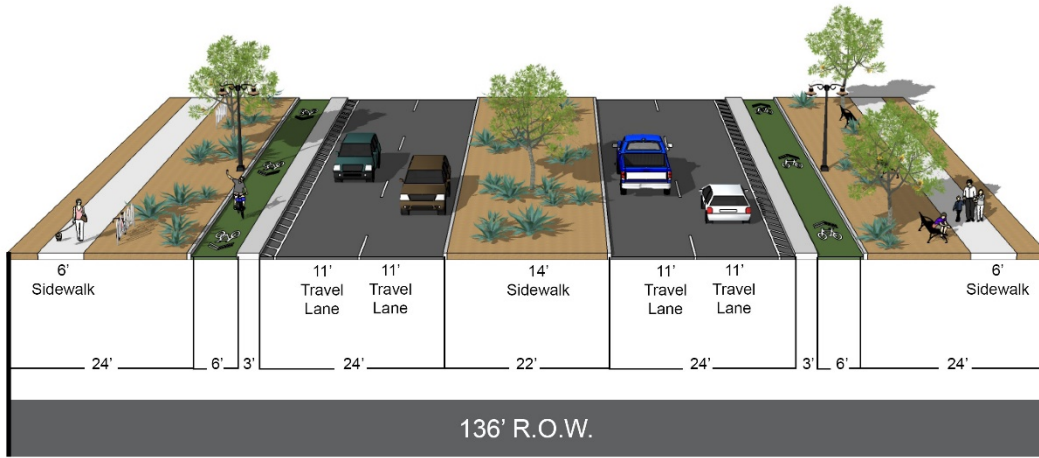 6' 11' 11' 14' 11' 11' 6'
Sidewalk Travel Travel Sidewalk Travel Travel Sidewalk
Lane Lane Lane Lane
24' 6' 3' 24' 22' 24' 3' 6' 24'
136' R.O.W.